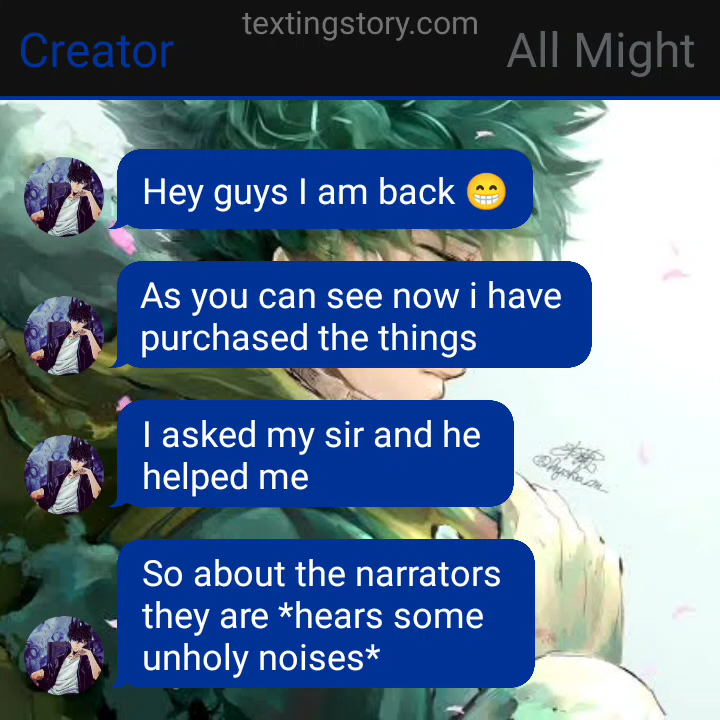 textingstory.com
Creator
All Might
Hey guys I am back 😁
As you can see now i have
purchased the things
I asked my sir and he
helped me
So about the narrators
they are *hears some
unholy noises*